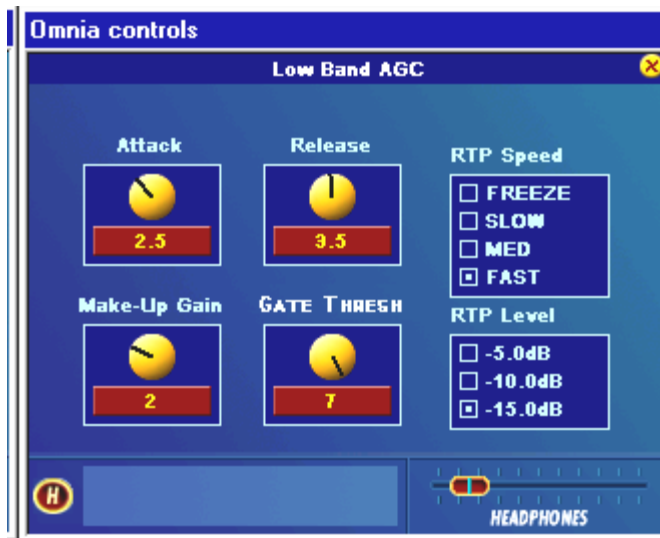 Omnia controls
Low Band AGC
Attack
Release
2.5
3.5
Make-Up Gain
GATE THRESH
2
7
RTP Speed
FREEZE
SLOW
MED
FAST
RTP Level
-5.0dB
-10.0dB
-15.0dB
H
HEADPHONES